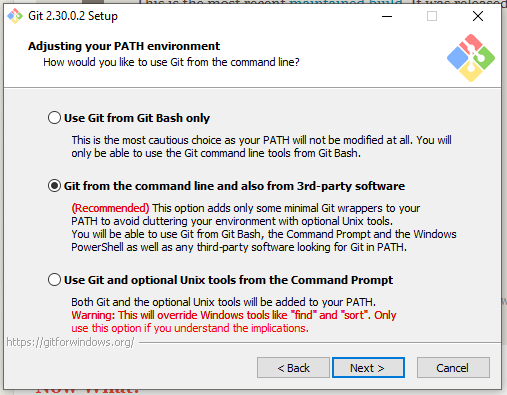 This is the most recent maintained build. It was released
Git 2.30.0.2 Setup
Adjusting your PATH environment
How would you like to use Git from the command line?
Use Git from Git Bash only
This is the most cautious choice as your PATH will not be modified at all. You will
only be able to use the Git command line tools from Git Bash.
Git from the command line and also from 3rd-party software
(Recommended) This option adds only some minimal Git wrappers to your
PATH to avoid cluttering your environment with optional Unix tools.
You will be able to use Git from Git Bash, the Command Prompt and the Windows
PowerShell as well as any third-party software looking for Git in PATH.
Use Git and optional Unix tools from the Command Prompt
Both Git and the optional Unix tools will be added to your PATH.
Warning: This will override Windows tools like "find" and "sort". Only
use this option if you understand the implications.
https://gitforwindows.org/
< Back
Next >
Cancel
Now What?